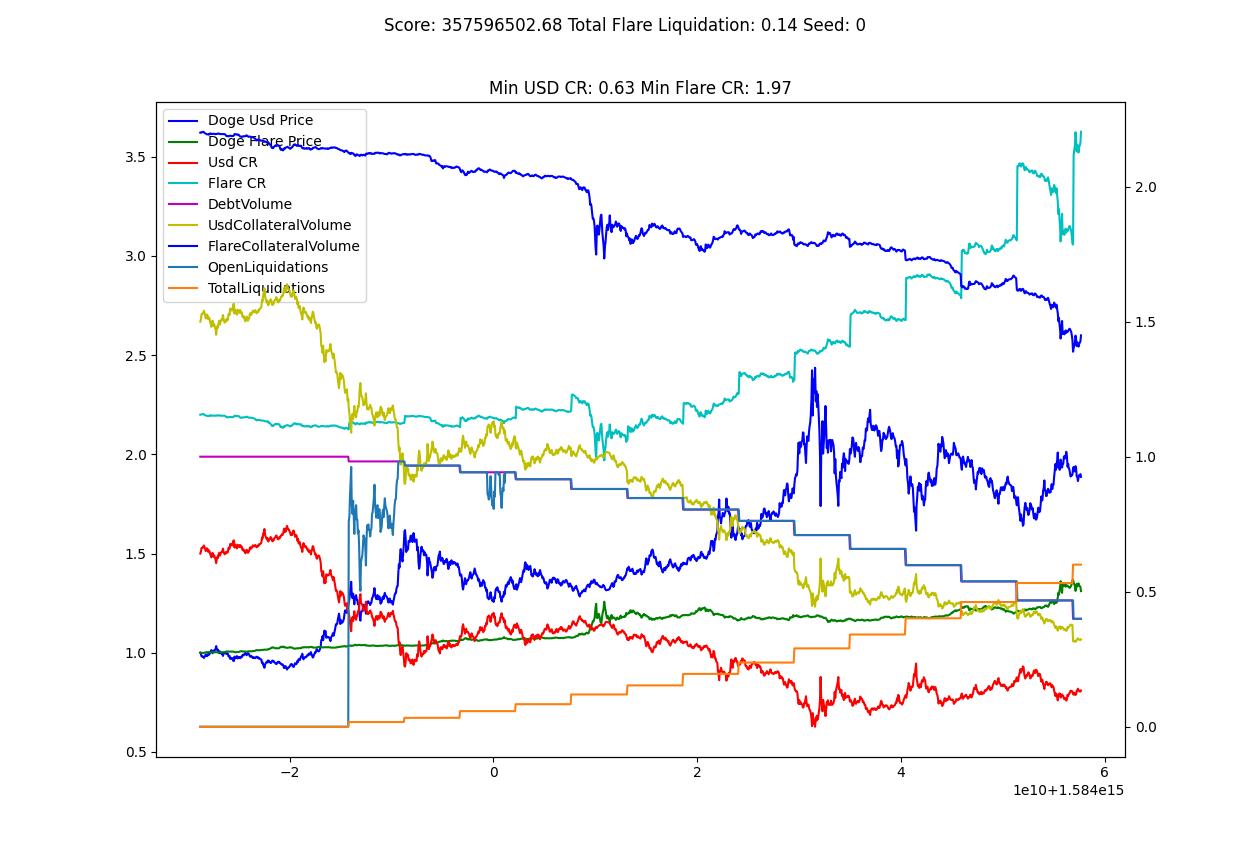 Score: 357596502.68 Total Flare Liquidation: 0.14 Seed: 0
Min USD CR: 0.63 Min Flare CR: 1.97
Doge Usd Price
Doge Flare Price
Usd CR
Flare CR
DebtVolume
UsdCollateralVolume
FlareCollateralVolume
OpenLiquidations
TotalLiquidations
3.5
3.0
2.5
2.0
1.5
1.0
0.5
2.0
1.5
1.0
0.5
0.0
−2
0
2
4
6
1e10+1.584e15